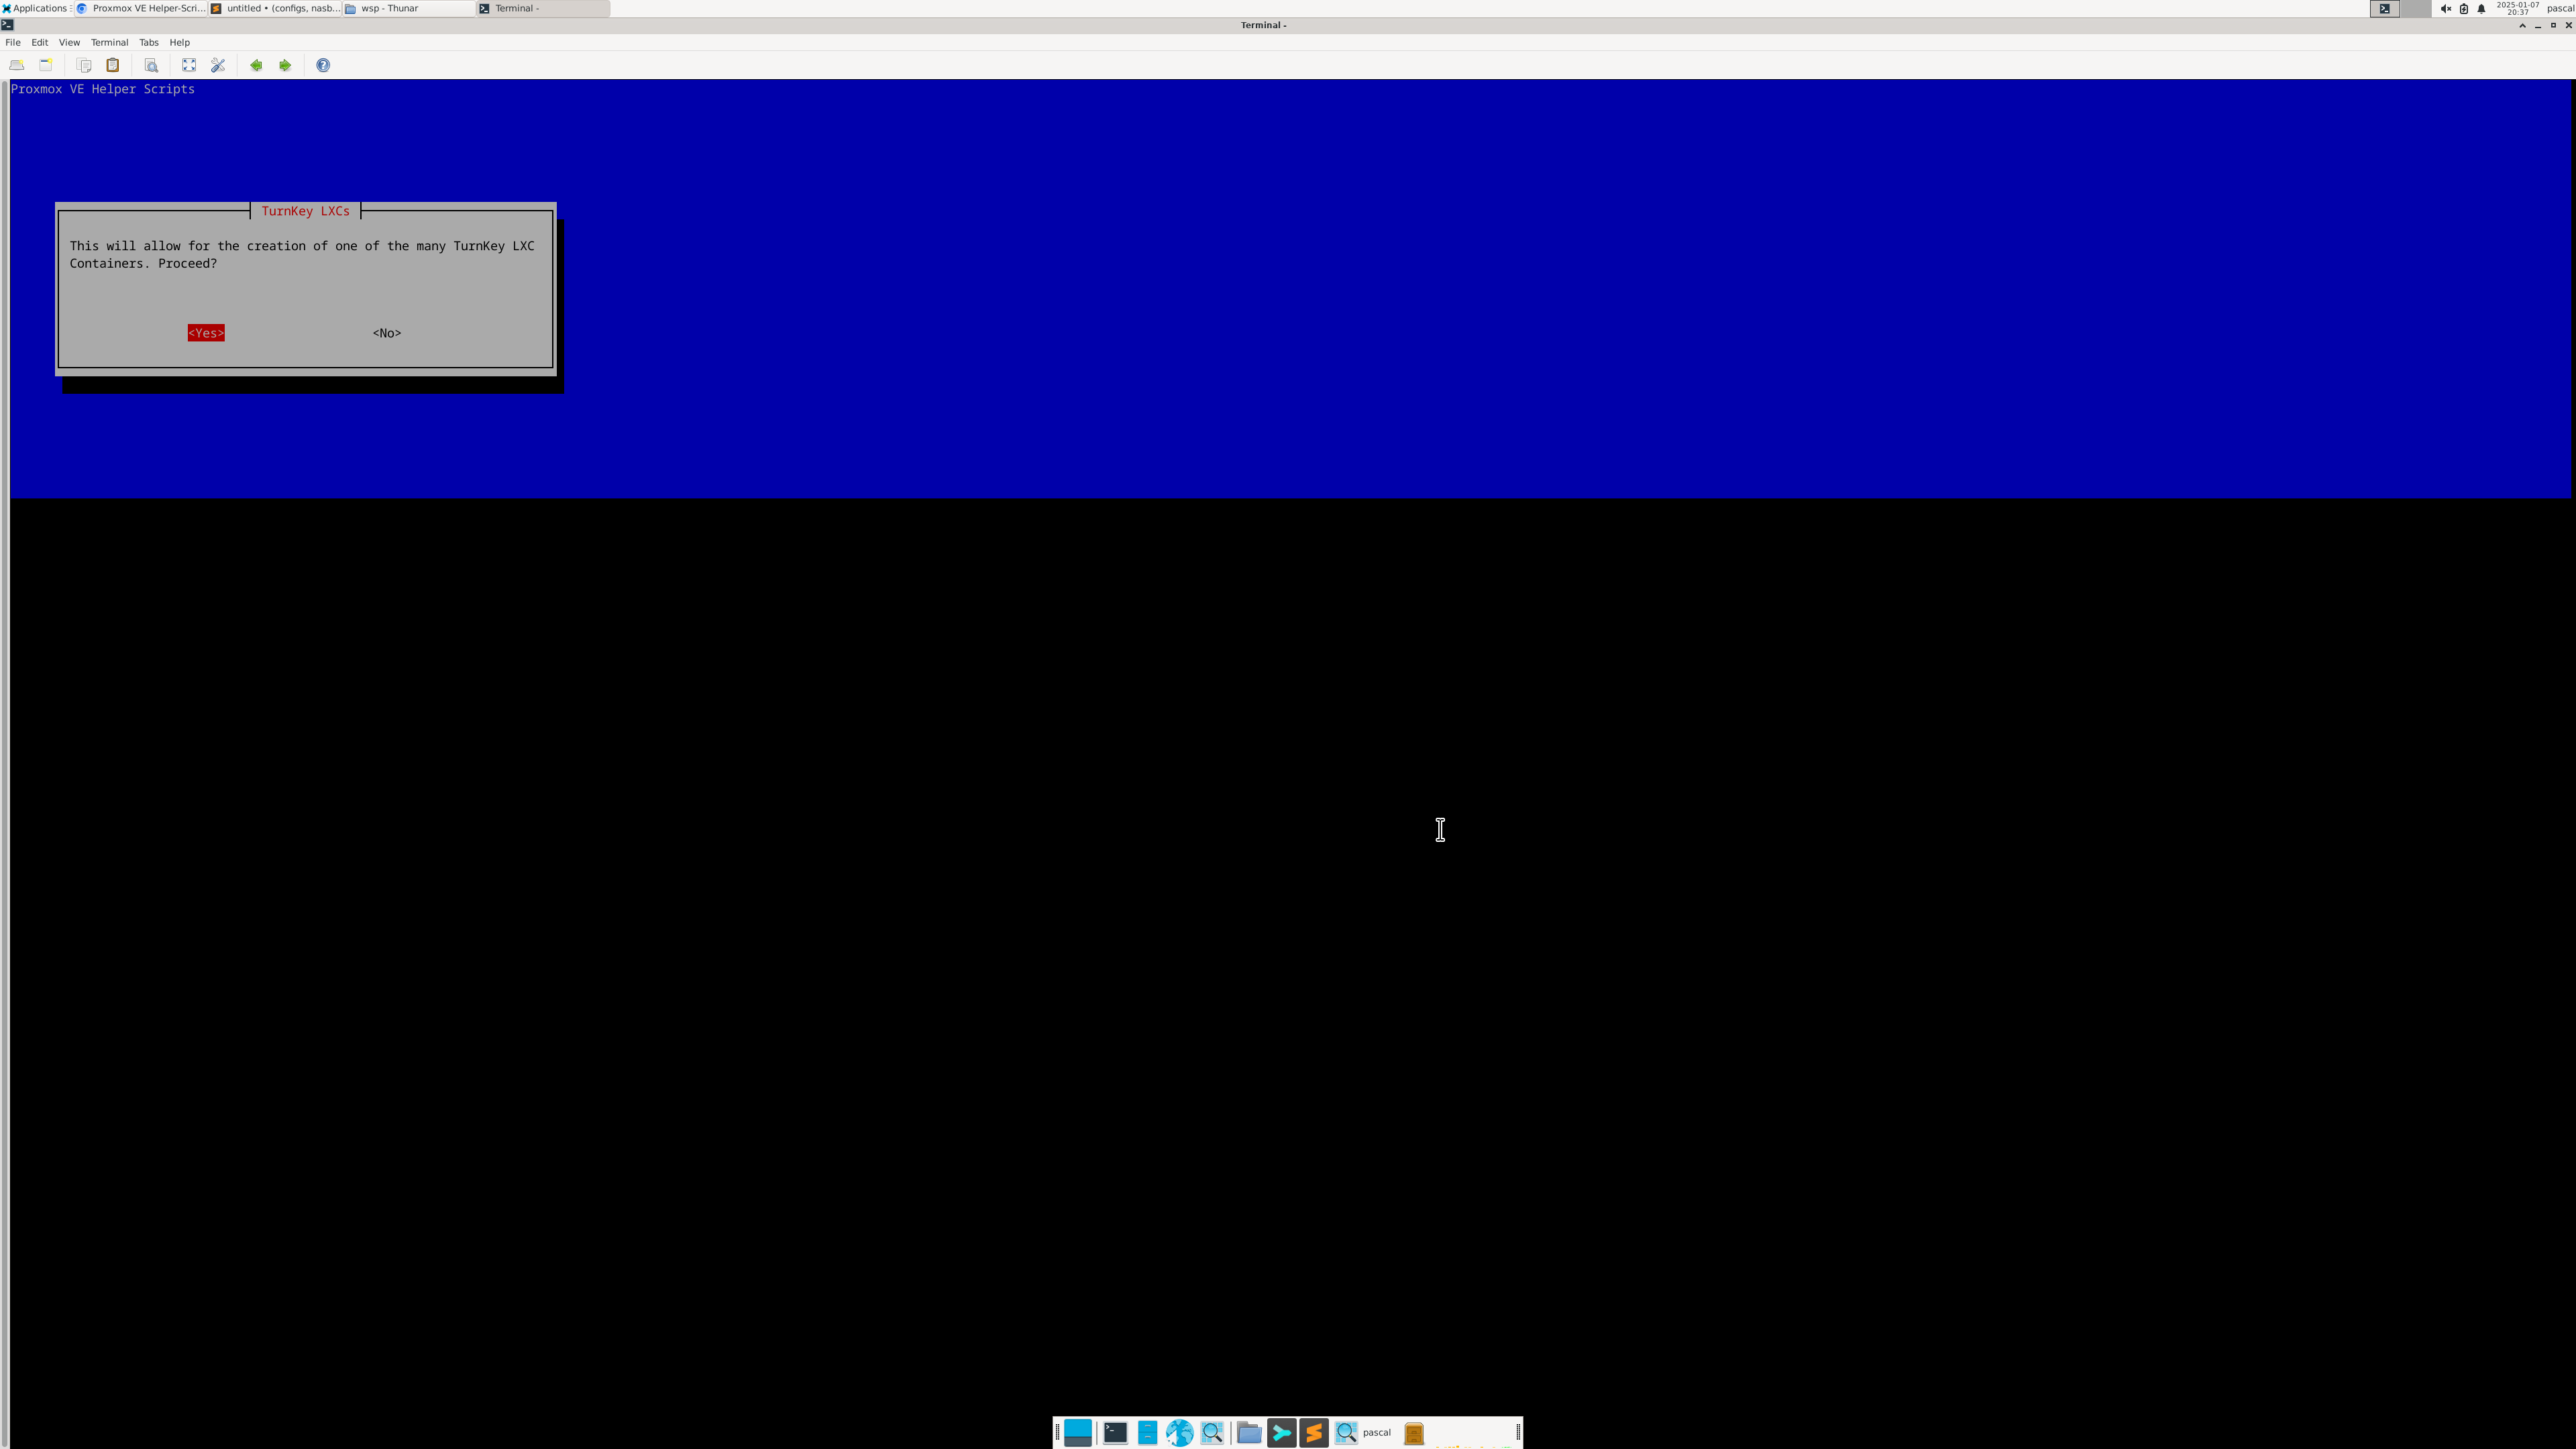 Applications Proxmox VE Helper-Scri... untitled • (configs, nasb... wsp - Thunar Terminal - 2025-01-07 pascal
20:37
Terminal -
File Edit View Terminal Tabs Help
Proxmox VE Helper Scripts
TurnKey LXCs
This will allow for the creation of one of the many TurnKey LXC
Containers. Proceed?
<Yes> <No>
pascal